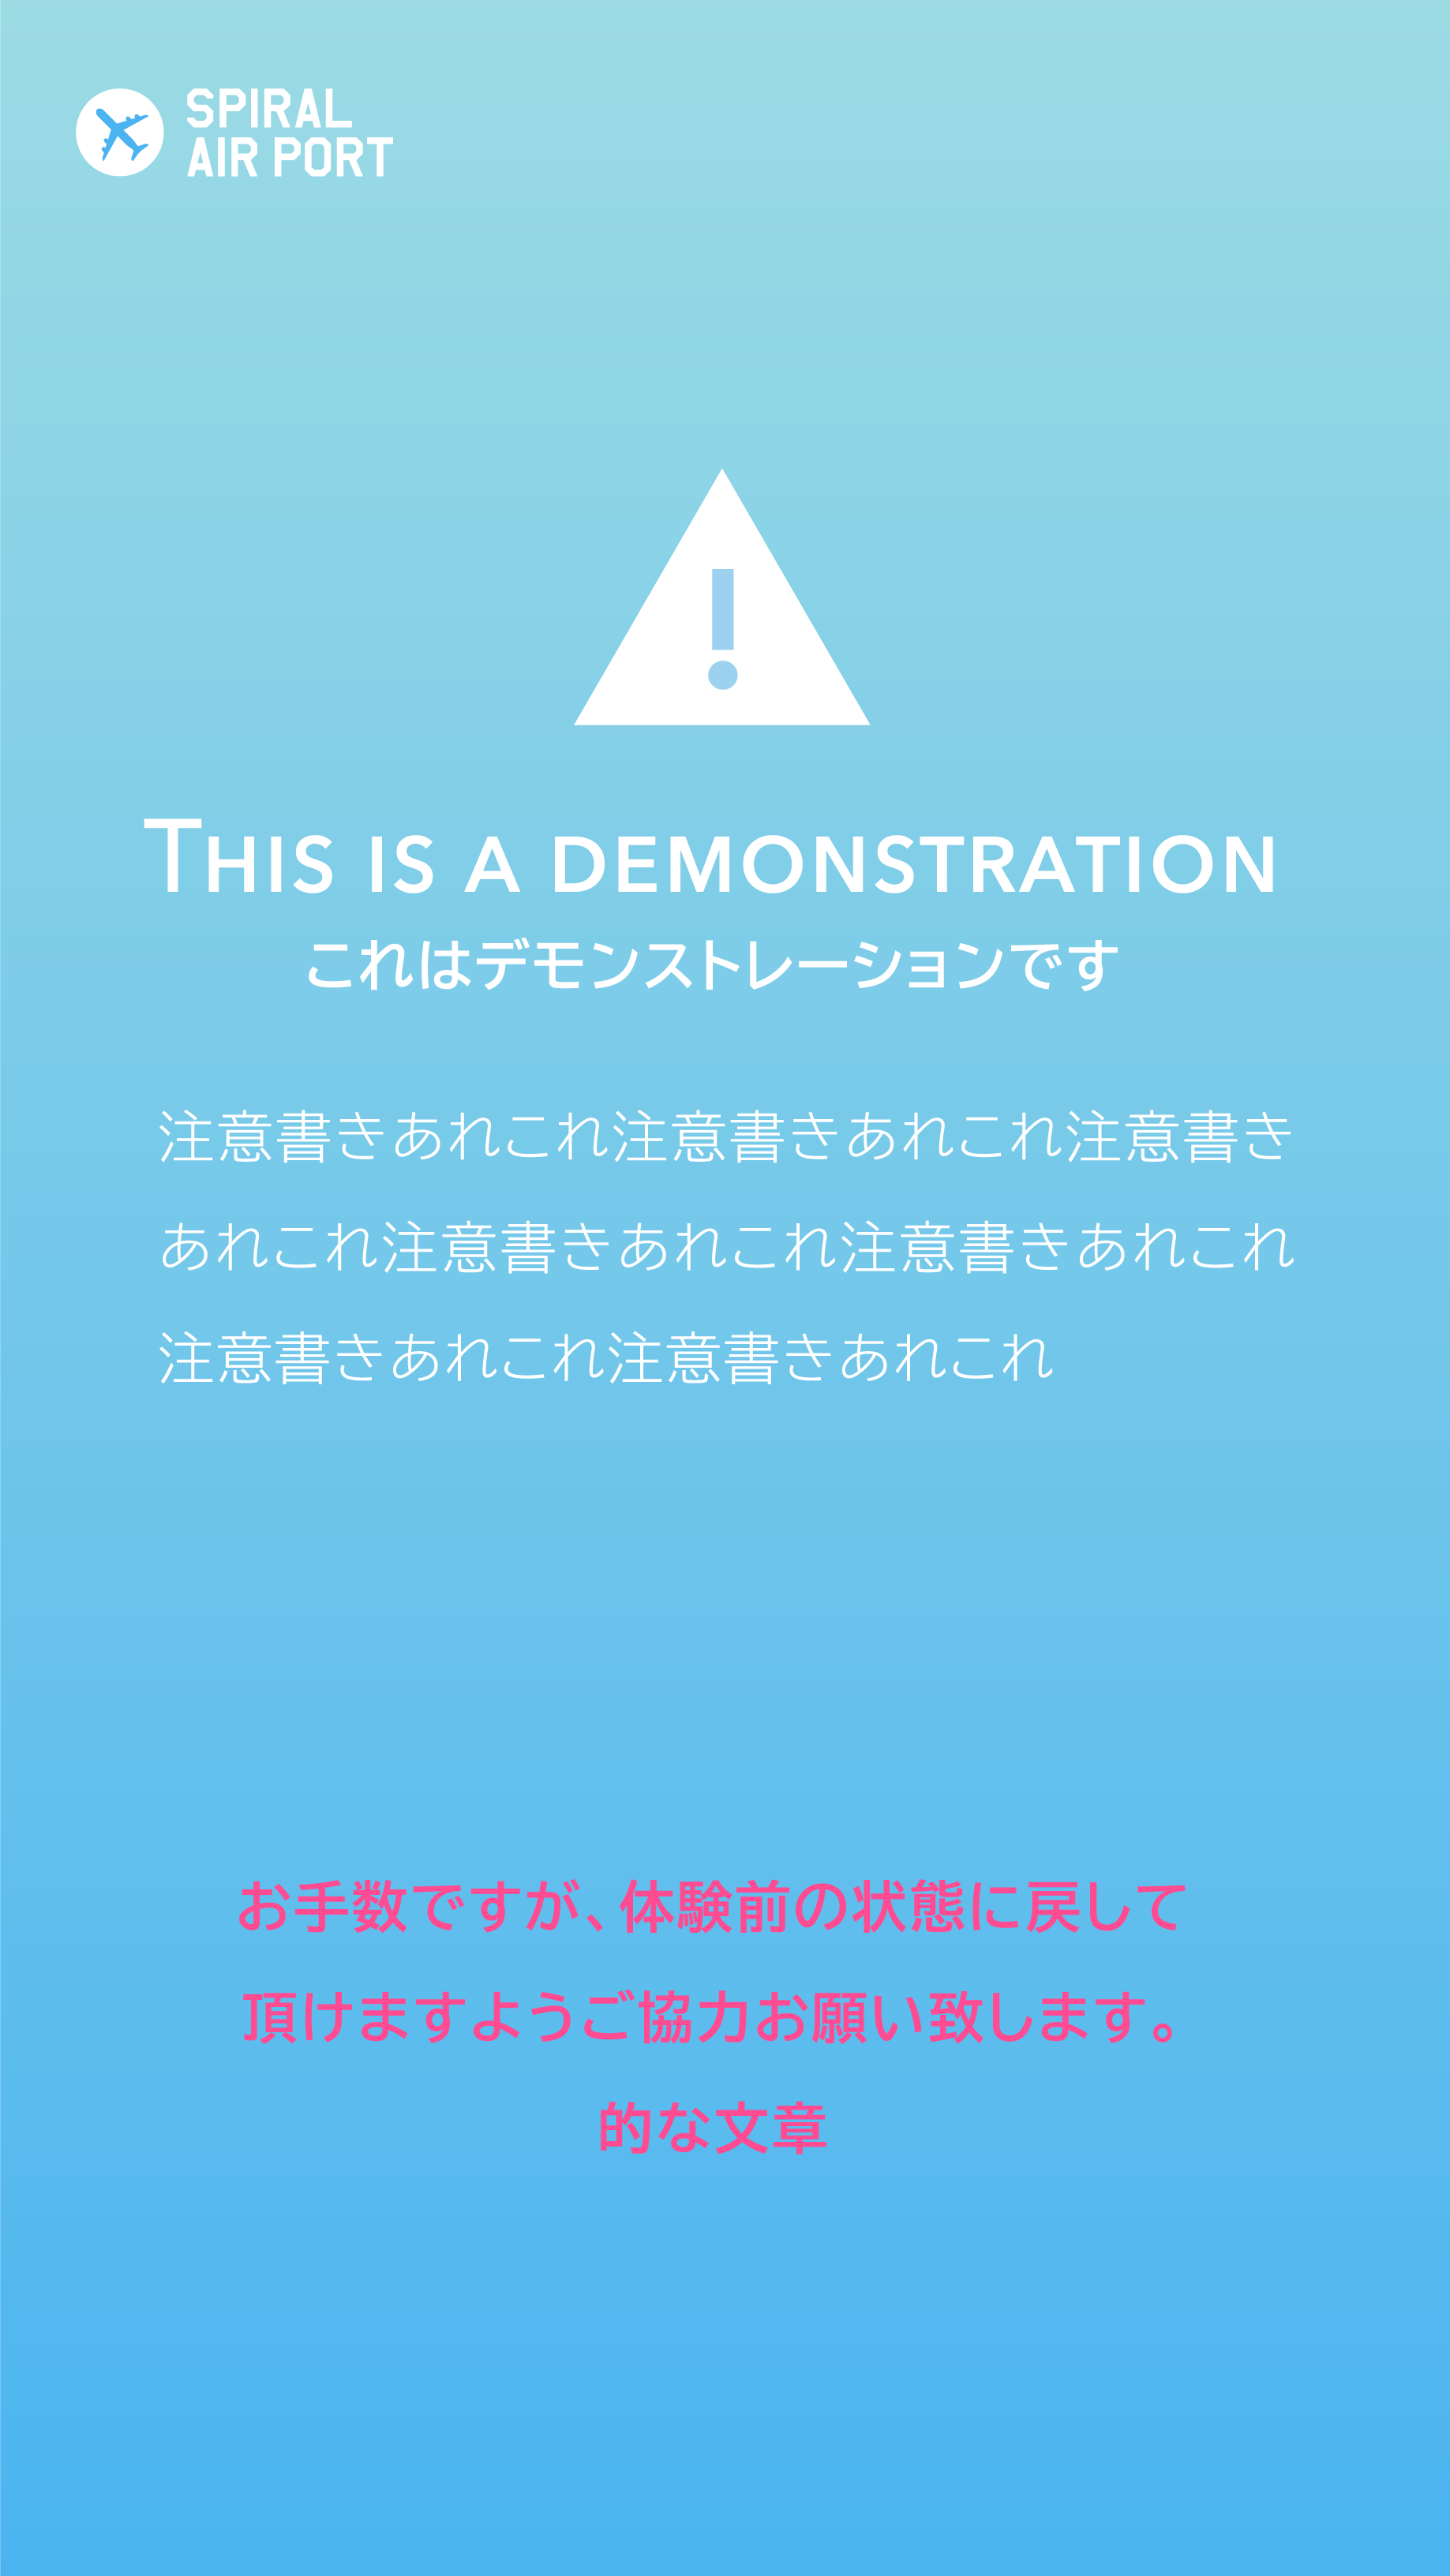 SPIRAL
AIR PORT
THIS IS A DEMONSTRATION
これはデモンストレーションです
注意書きあれこれ注意書きあれこれ注意書き
あれこれ注意書きあれこれ注意書きあれこれ
注意書きあれこれ注意書きあれこれ
お手数ですが、体験前の状態に戻して
頂けますようご協力お願い致します。
的な文章